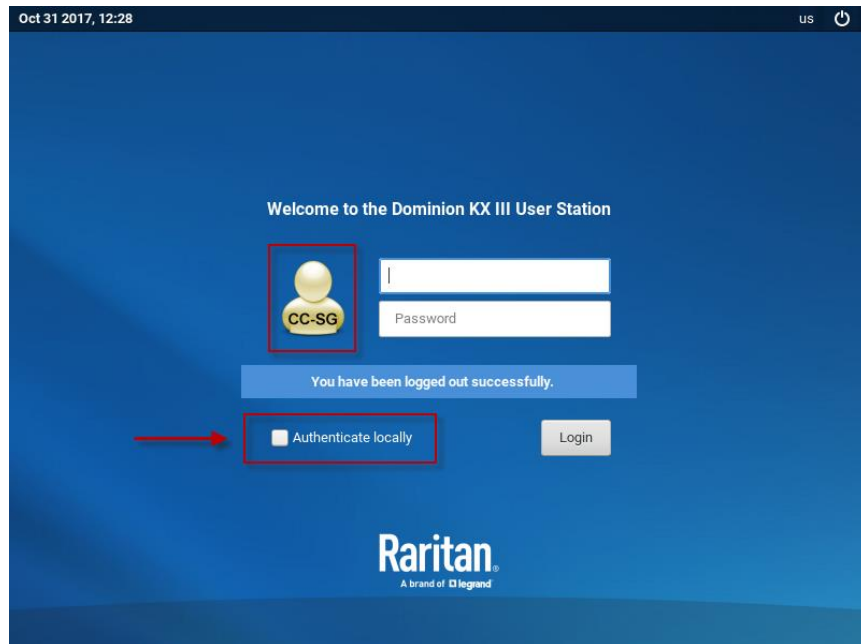 Oct 31 2017, 12:28 us
Welcome to the Dominion KX III User Station
CC-SG
Password
You have been logged out successfully.
Authenticate locally
Login
Raritan®
A brand of legrand